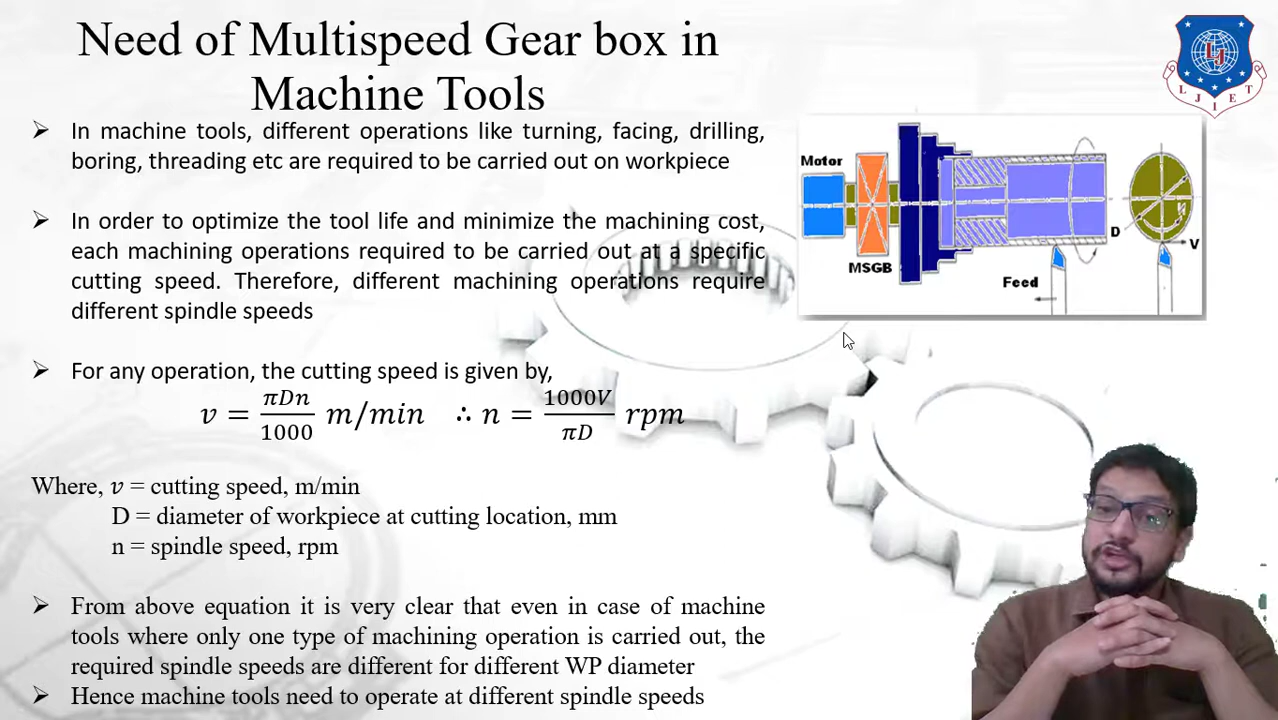 Need of Multispeed Gear box in
Machine Tools
➢ In machine tools, different operations like turning, facing, drilling,
boring, threading etc are required to be carried out on workpiece
➢ In order to optimize the tool life and minimize the machining cost,
each machining operations required to be carried out at a specific
cutting speed. Therefore, different machining operations require
different spindle speeds
➢ For any operation, the cutting speed is given by,
v = πDn/1000 m/min ∴ n = 1000V/πD rpm
Where, v = cutting speed, m/min
D = diameter of workpiece at cutting location, mm
n = spindle speed, rpm
➢ From above equation it is very clear that even in case of machine
tools where only one type of machining operation is carried out, the
required spindle speeds are different for different WP diameter
➢ Hence machine tools need to operate at different spindle speeds
LJ
LJIET
Motor
MSGB
Feed
D
V